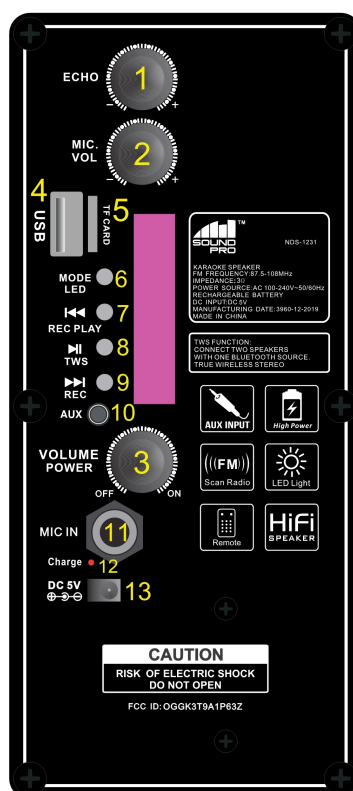 ECHO
1
- +
MIC.
VOL
2
- +
4
USB
5
TF CARD
MODE
LED
6
7
REC PLAY
8
TWS
9
REC
AUX
10
VOLUME
POWER
3
OFF ON
MIC IN
11
Charge
12
DC 5V
13
SOUND
PRO
TM
NDS-1231
KARAOKE SPEAKER
FM FREQUENCY:87.5-108MHz
IMPEDANCE:3Ω
POWER SOURCE:AC 100-240V~50/60Hz
RECHARGEABLE BATTERY
DC INPUT:DC 5V
MANUFACTURING DATE:3960-12-2019
MADE IN CHINA
TWS FUNCTION:
CONNECT TWO SPEAKERS
WITH ONE BLUETOOTH SOURCE.
TRUE WIRELESS STEREO
AUX INPUT
High Power
FM
Scan Radio
LED Light
Remote
HiFi
SPEAKER
CAUTION
RISK OF ELECTRIC SHOCK
DO NOT OPEN
FCC ID:OGGK3T9A1P63Z